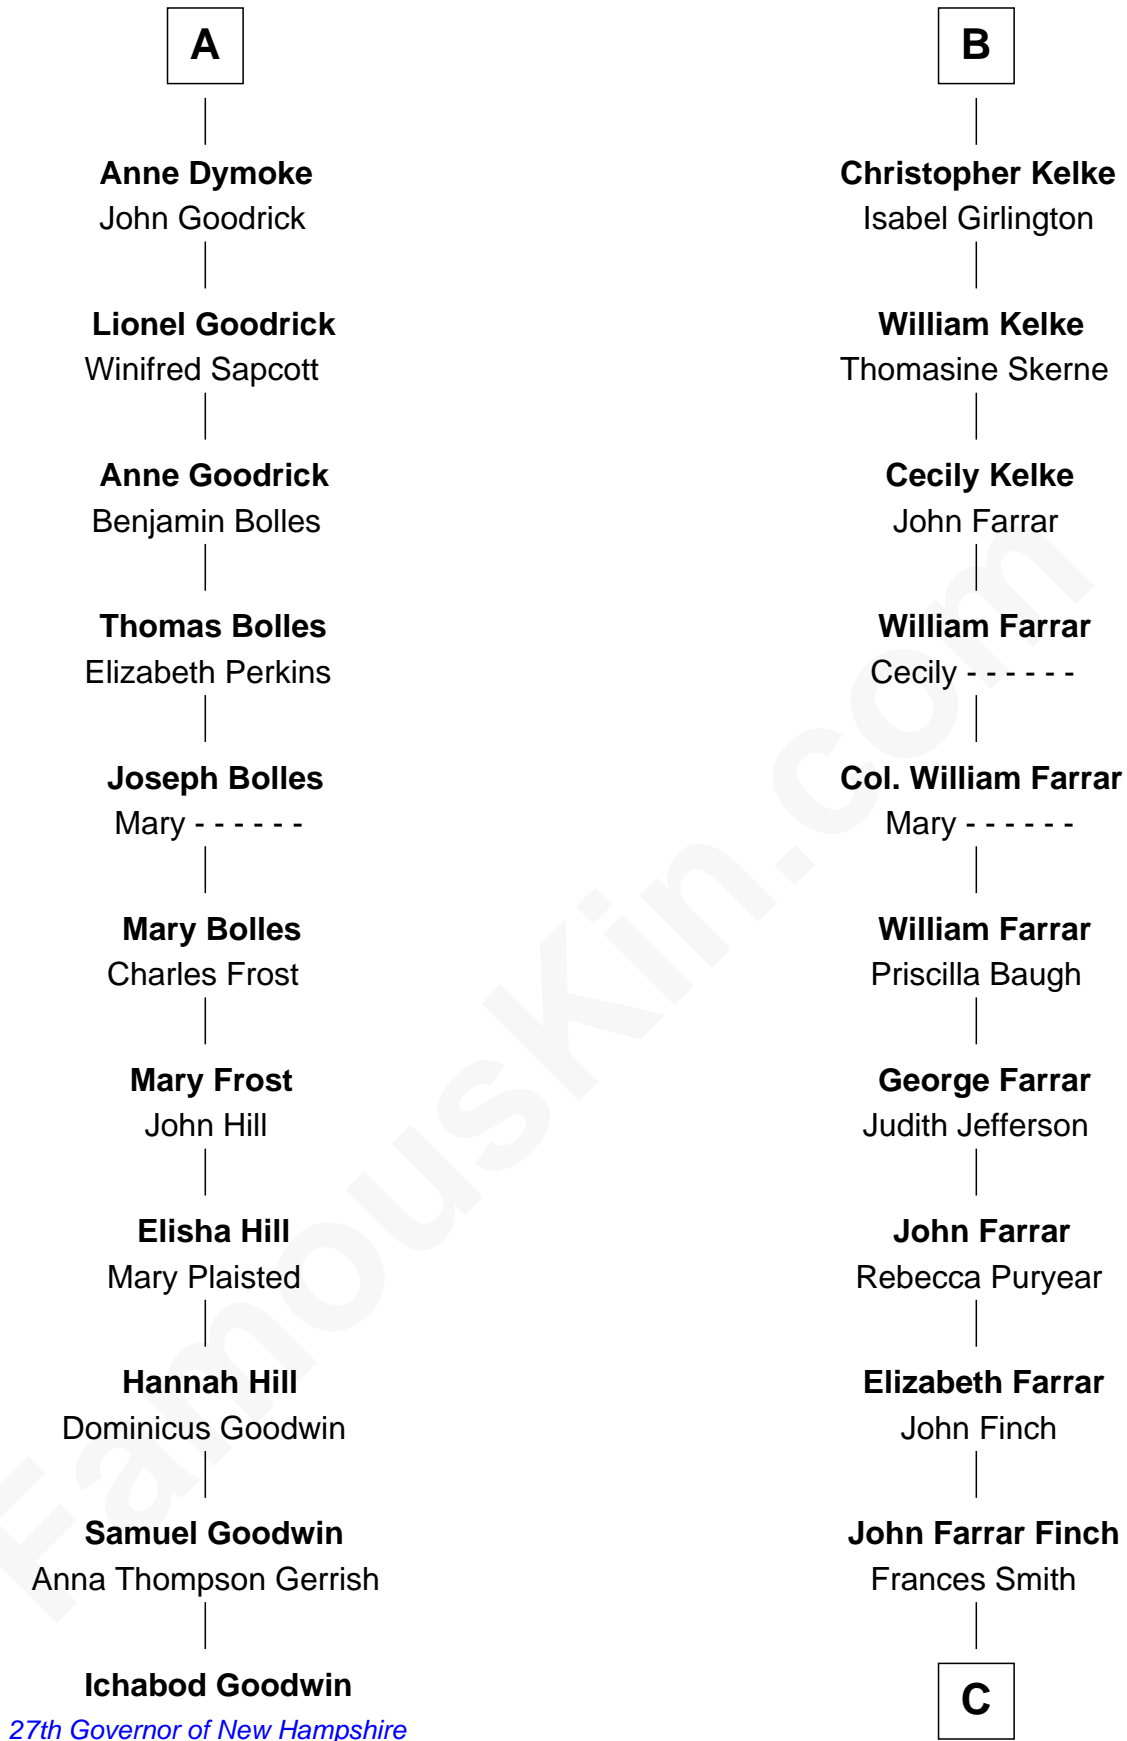 A
Anne Dymoke
John Goodrick
Lionel Goodrick
Winifred Sapcott
Anne Goodrick
Benjamin Bolles
Thomas Bolles
Elizabeth Perkins
Joseph Bolles
Mary - - - - - -
Mary Bolles
Charles Frost
Mary Frost
John Hill
Elisha Hill
Mary Plaisted
Hannah Hill
Dominicus Goodwin
Samuel Goodwin
Anna Thompson Gerrish
Ichabod Goodwin
27th Governor of New Hampshire
B
Christopher Kelke
Isabel Girlington
William Kelke
Thomasine Skerne
Cecily Kelke
John Farrar
William Farrar
Cecily - - - - - -
Col. William Farrar
Mary - - - - - -
William Farrar
Priscilla Baugh
George Farrar
Judith Jefferson
John Farrar
Rebecca Puryear
Elizabeth Farrar
John Finch
John Farrar Finch
Frances Smith
C
FamousKin.com